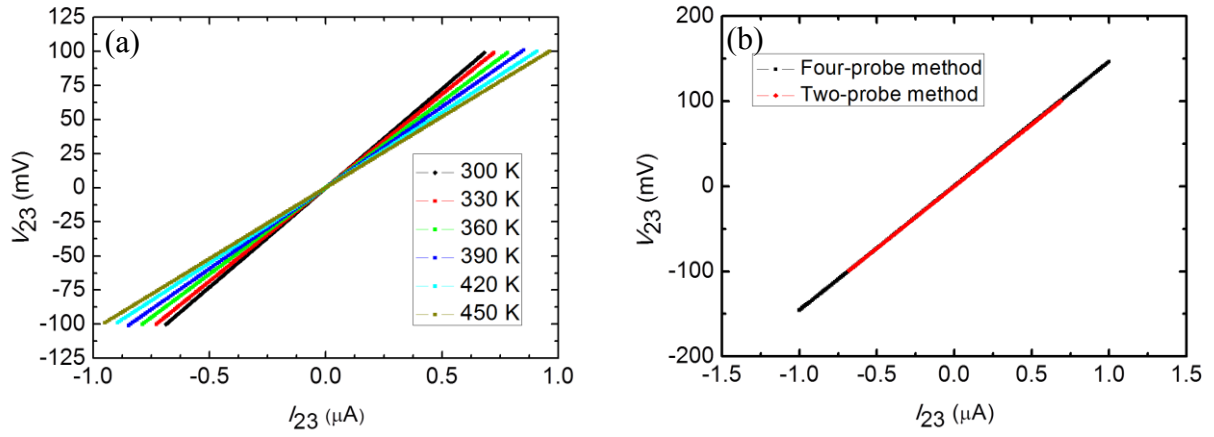 (a)
125
100
75
50
25
0
-25
-50
-75
-100
-125
V23 (mV)
-1.0 -0.5 0.0 0.5 1.0
I23 (μA)
300 K
330 K
360 K
390 K
420 K
450 K
(b)
200
100
0
-100
-200
V23 (mV)
-1.5 -1.0 -0.5 0.0 0.5 1.0 1.5
I23 (μA)
Four-probe method
Two-probe method